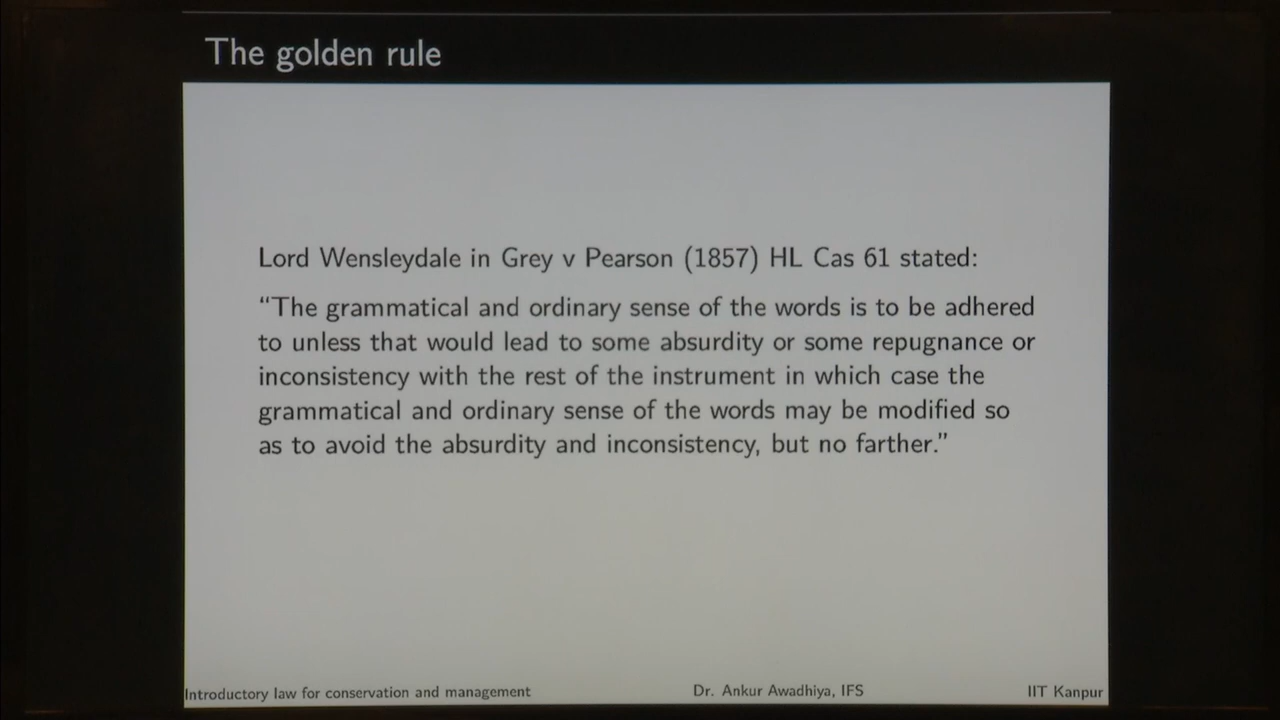 The golden rule
Lord Wensleydale in Grey v Pearson (1857) HL Cas 61 stated:
“The grammatical and ordinary sense of the words is to be adhered
to unless that would lead to some absurdity or some repugnance or
inconsistency with the rest of the instrument in which case the
grammatical and ordinary sense of the words may be modified so
as to avoid the absurdity and inconsistency, but no farther.”
Introductory law for conservation and management
Dr. Ankur Awadhiya, IFS
IIT Kanpur